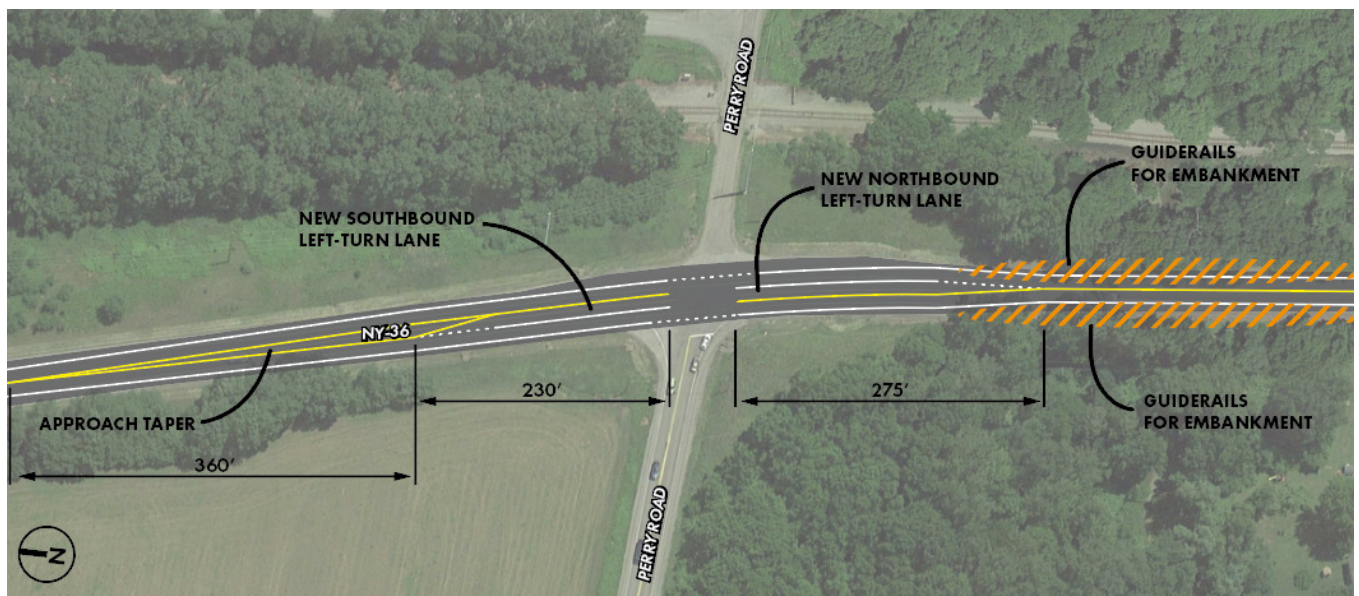 PERRY ROAD
GUIDERAILS
FOR EMBANKMENT
NEW NORTHBOUND
LEFT-TURN LANE
NEW SOUTHBOUND
LEFT-TURN LANE
NY-36
230’
275’
APPROACH TAPER
GUIDERAILS
FOR EMBANKMENT
360’
PERRY ROAD
N